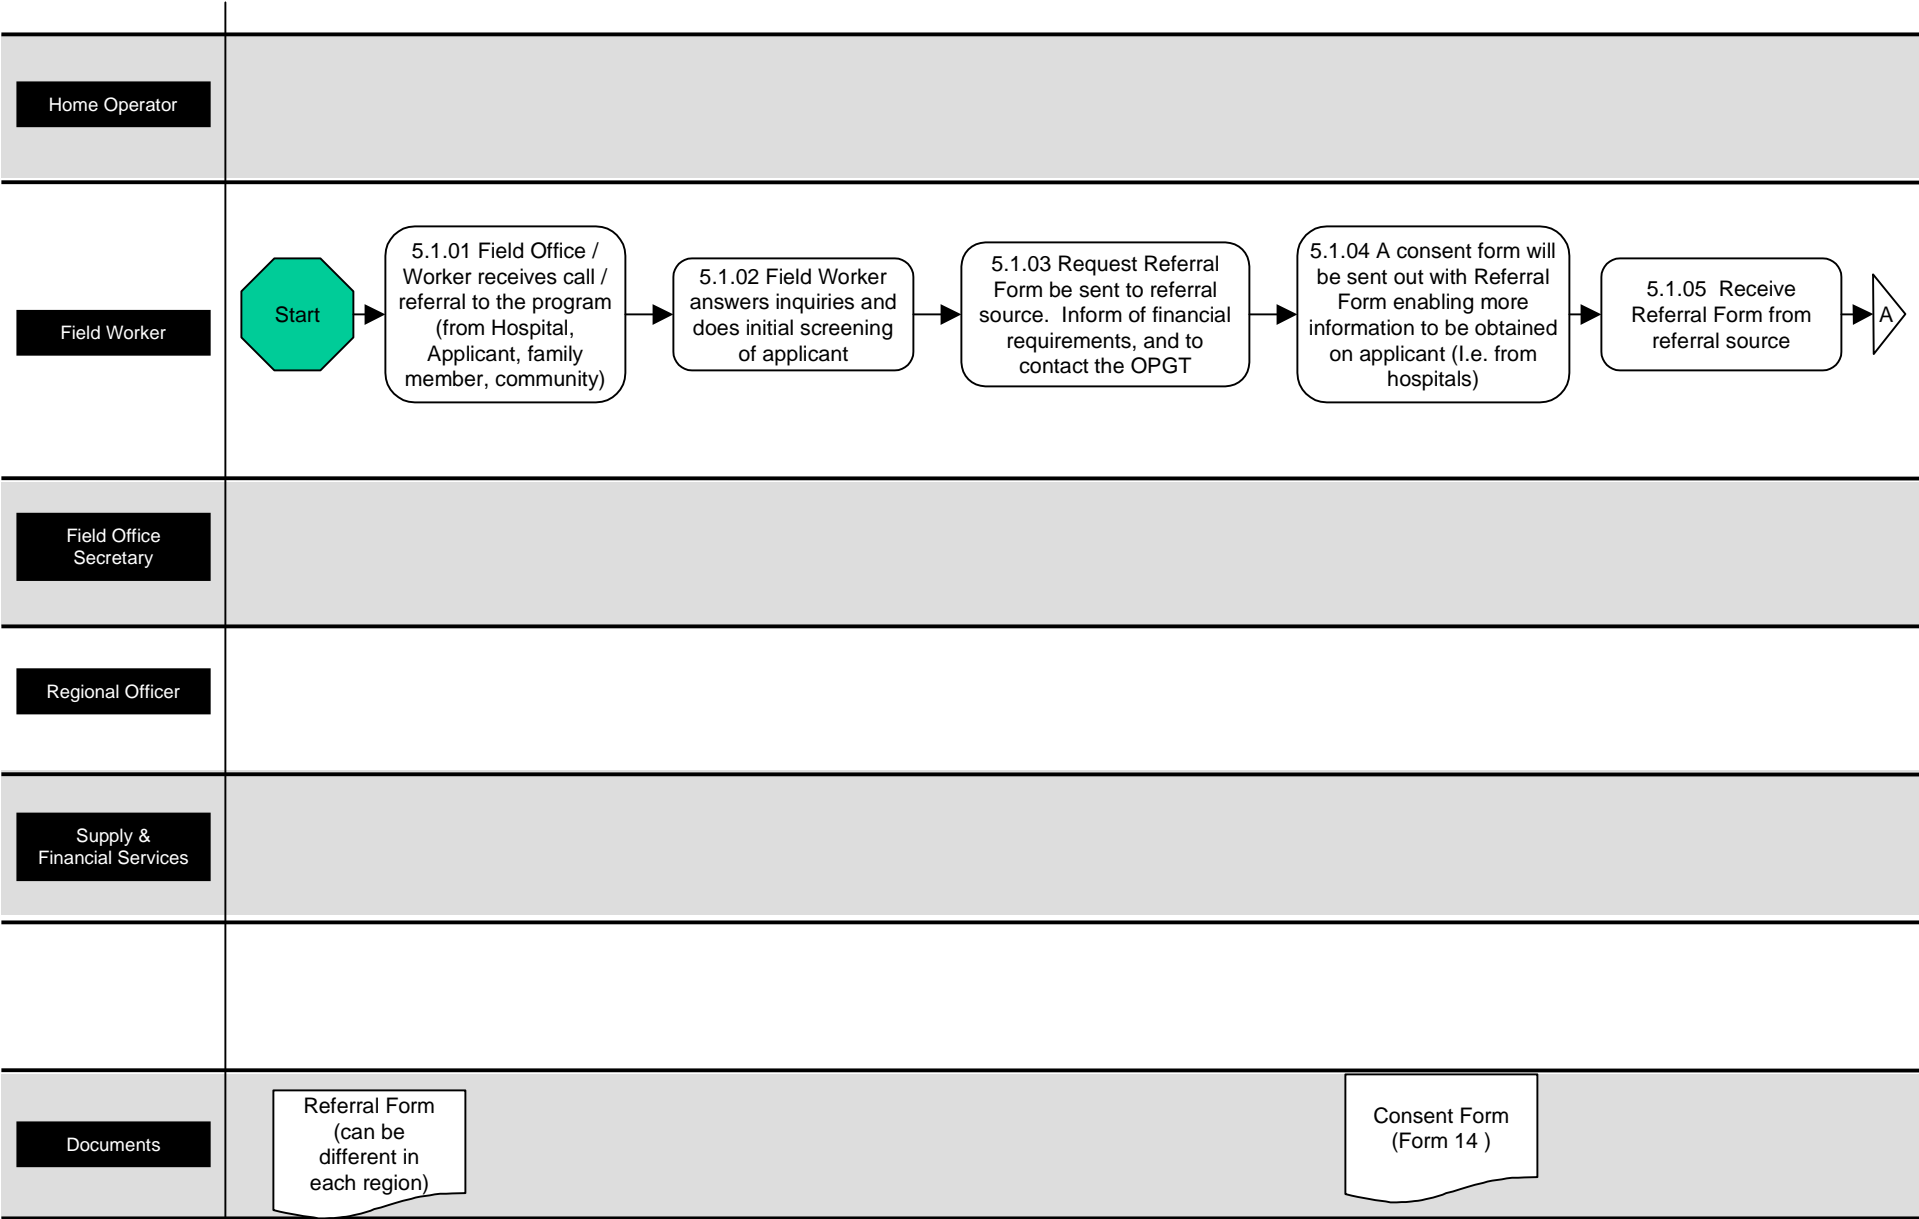 Home Operator
Field Worker
Start
5.1.01 Field Office /
Worker receives call /
referral to the program
(from Hospital,
Applicant, family
member, community)
5.1.02 Field Worker
answers inquiries and
does initial screening
of applicant
5.1.03 Request Referral
Form be sent to referral
source.  Inform of financial
requirements, and to
contact the OPGT
5.1.04 A consent form will
be sent out with Referral
Form enabling more
information to be obtained
on applicant (I.e. from
hospitals)
5.1.05  Receive
Referral Form from
referral source
A
Field Office
Secretary
Regional Officer
Supply &
Financial Services
Documents
Referral Form
(can be
different in
each region)
Consent Form
(Form 14 )